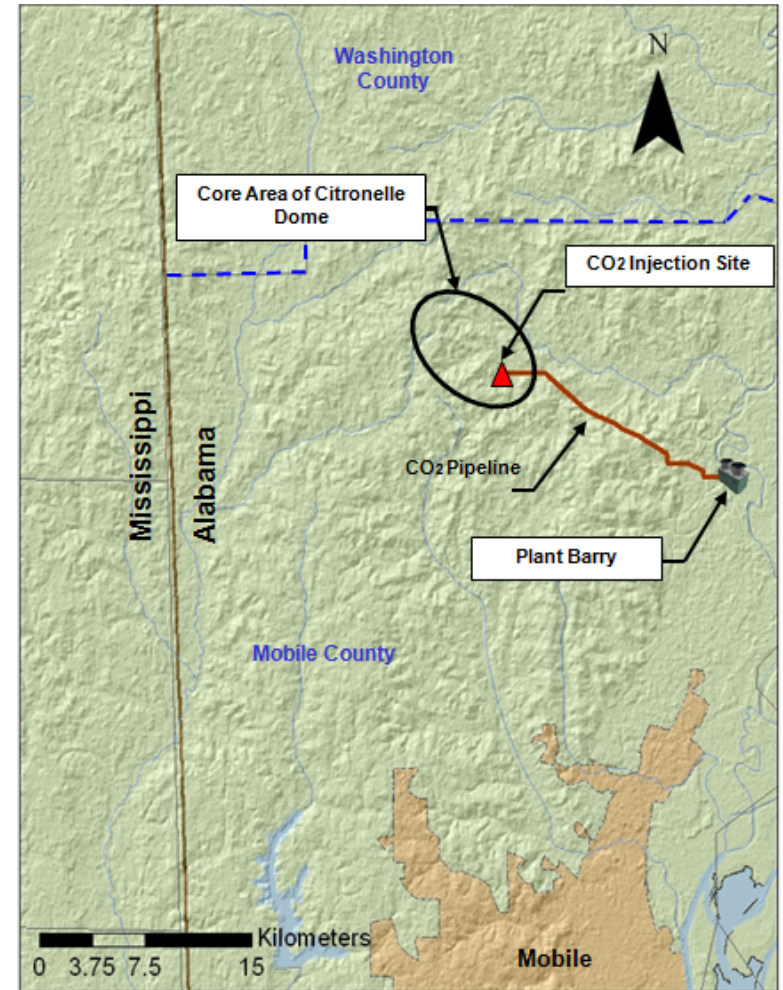 Washington
County
N
Core Area of Citronelle
Dome
CO2 Injection Site
Mississippi
Alabama
CO2 Pipeline
Plant Barry
Mobile County
Kilometers
0 3.75 7.5 15
Mobile